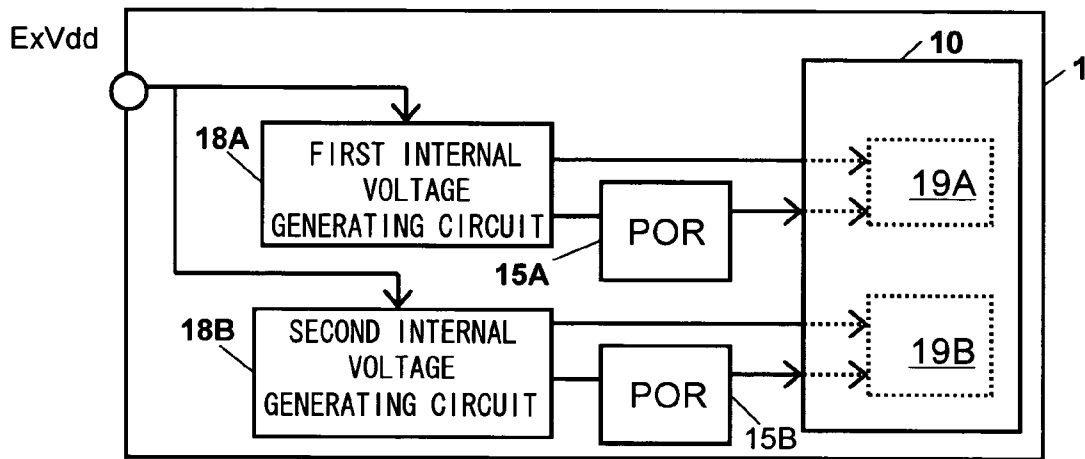 ExVdd
10
1
18A
FIRST INTERNAL
VOLTAGE
GENERATING CIRCUIT
19A
POR
15A
18B
SECOND INTERNAL
VOLTAGE
GENERATING CIRCUIT
19B
POR
15B